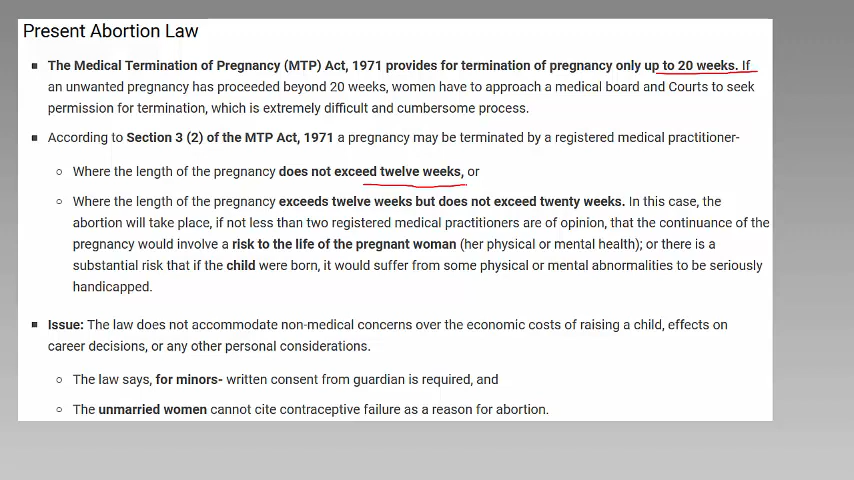 Present Abortion Law
The Medical Termination of Pregnancy (MTP) Act, 1971 provides for termination of pregnancy only up to 20 weeks. If
an unwanted pregnancy has proceeded beyond 20 weeks, women have to approach a medical board and Courts to seek
permission for termination, which is extremely difficult and cumbersome process.
According to Section 3 (2) of the MTP Act, 1971 a pregnancy may be terminated by a registered medical practitioner-
Where the length of the pregnancy does not exceed twelve weeks, or
Where the length of the pregnancy exceeds twelve weeks but does not exceed twenty weeks. In this case, the
abortion will take place, if not less than two registered medical practitioners are of opinion, that the continuance of the
pregnancy would involve a risk to the life of the pregnant woman (her physical or mental health); or there is a
substantial risk that if the child were born, it would suffer from some physical or mental abnormalities to be seriously
handicapped.
Issue: The law does not accommodate non-medical concerns over the economic costs of raising a child, effects on
career decisions, or any other personal considerations.
The law says, for minors- written consent from guardian is required, and
The unmarried women cannot cite contraceptive failure as a reason for abortion.